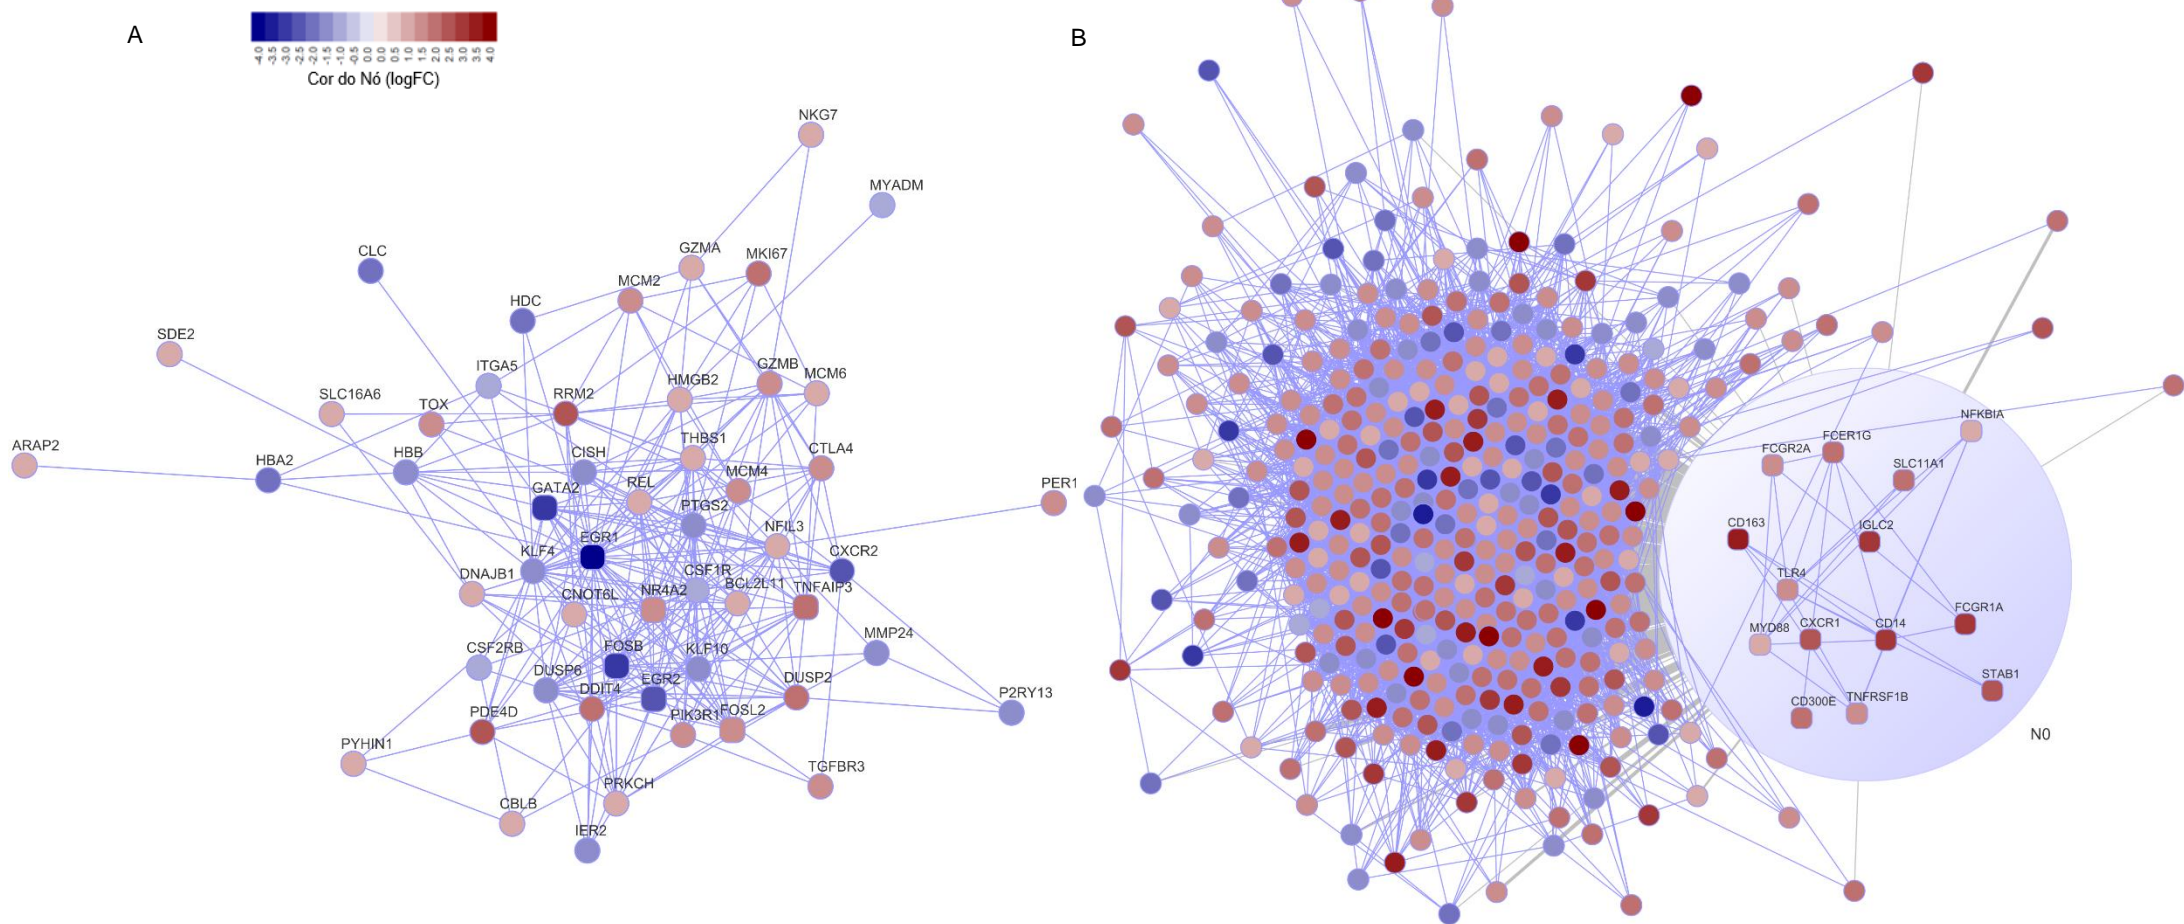 A
B
-4.0 -3.5 -3.0 -2.5 -2.0 -1.5 -1.0 -0.5 0.0 0.0 0.5 1.0 1.5 2.0 2.5 3.0 3.5 4.0
Cor do Nó (logFC)
NKG7
MYADM
CLC
GZMA
MKI67
MCM2
HDC
SDE2
ITGA5
GZMB
MCM6
HMGB2
SLC16A6
TOX
RRM2
ARAP2
HBA2
HBB
CISH
THBS1
CTLA4
MCM4
GATA2
REL
PTGS2
PER1
NFIL3
EGR1
KLF4
CXCR2
DNAJB1
CSF1R
NR4A2
BCL2L11
TNFAIP3
CNOT6L
MMP24
CSF2RB
FOSB
KLF10
DUSP6
EGR2
DUSP2
DDIT4
P2RY13
PDE4D
PIK3R1
FOSL2
PYHIN1
TGFBR3
PRKCH
CBLB
IER2
NFKBIA
FCGR2A
FCER1G
SLC11A1
CD163
IGLC2
TLR4
FCGR1A
MYD88
CXCR1
CD14
STAB1
CD300E
TNFRSF1B
N0